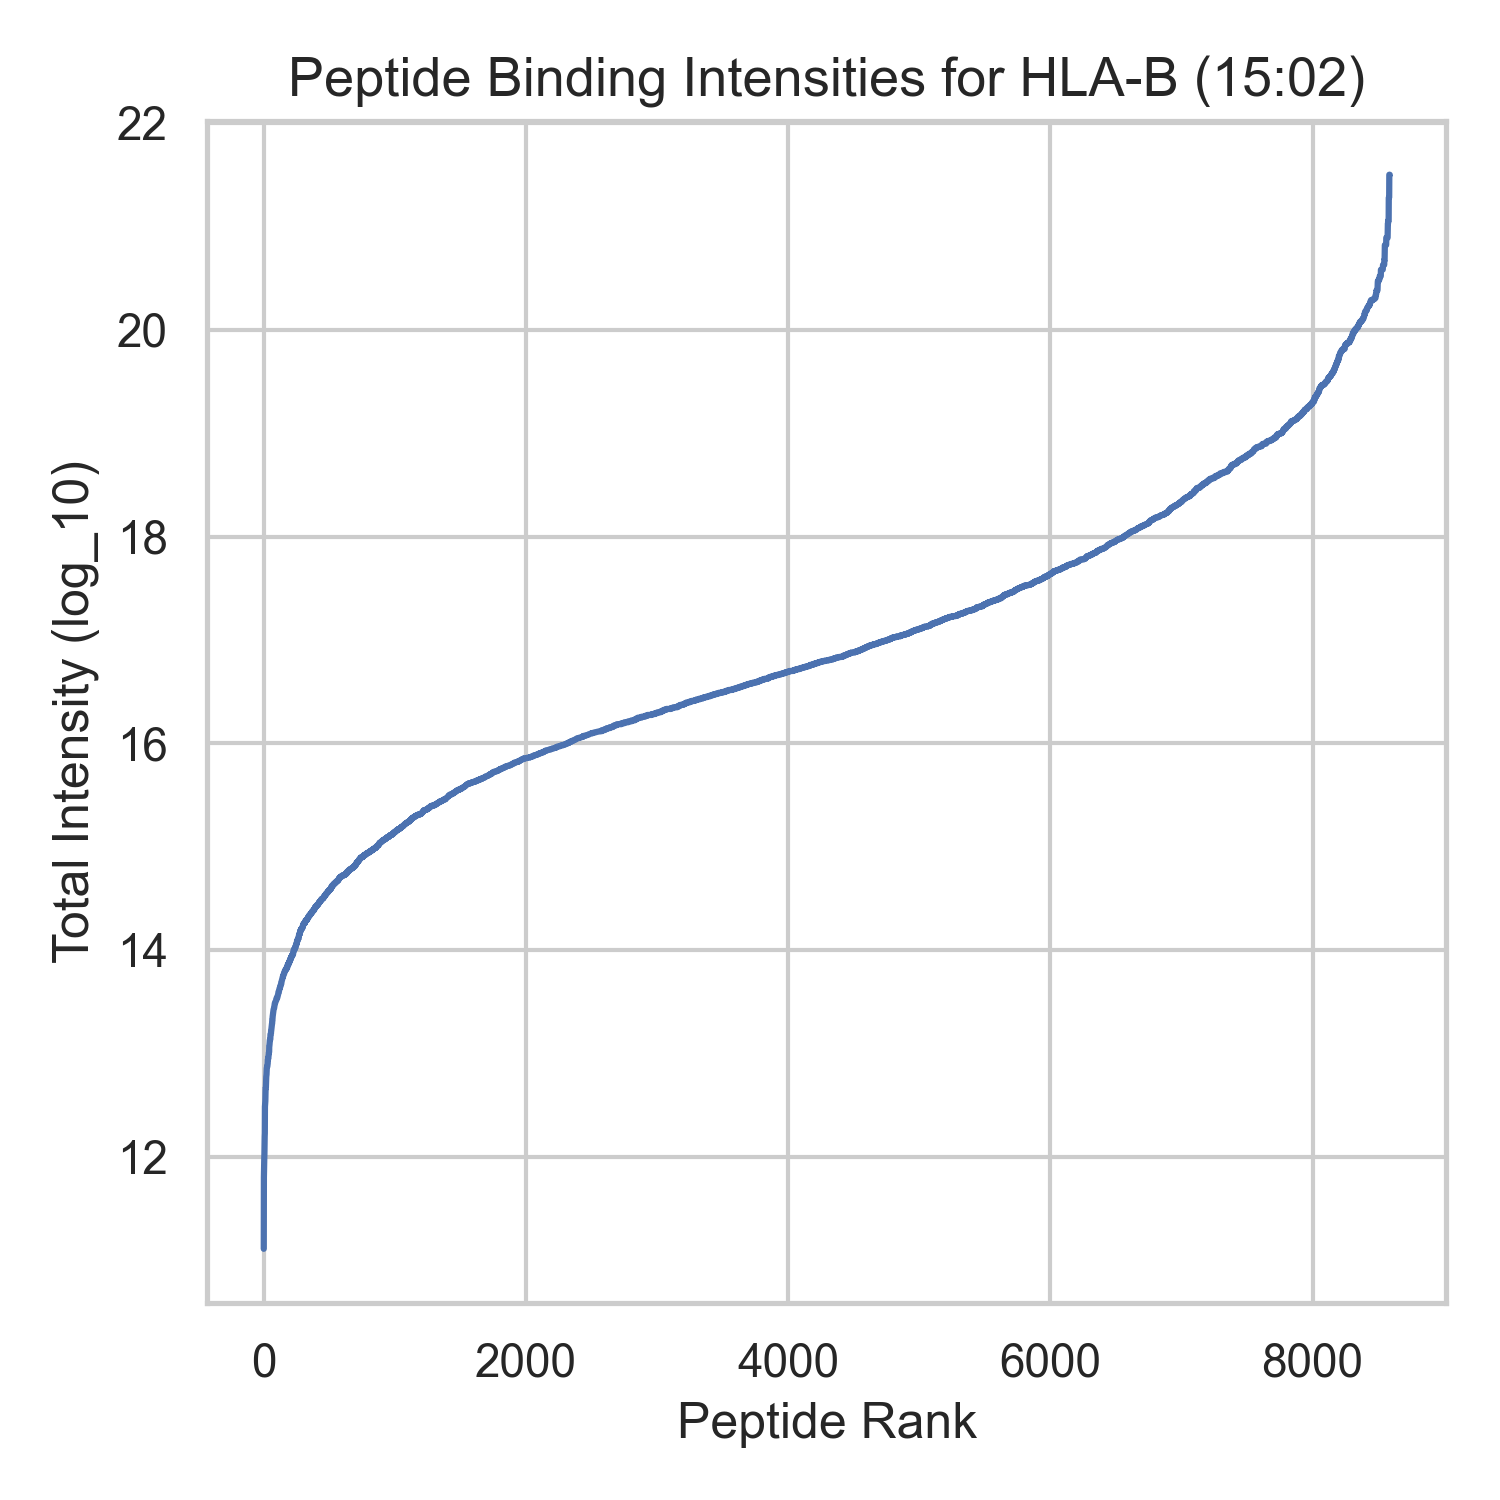 Peptide Binding Intensities for HLA-B (15:02)
22
20
18
16
14
12
Total Intensity (log_10)
0 2000 4000 6000 8000
Peptide Rank